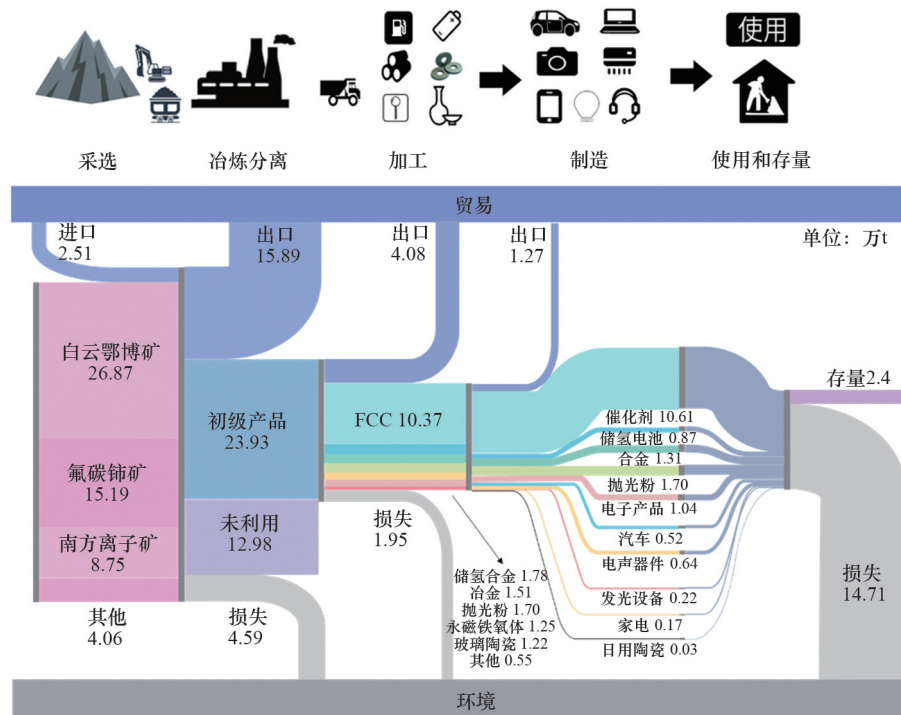 使用
采选
冶炼分离
加工
制造
使用和存量
贸易
进口
2.51
出口
15.89
出口
4.08
出口
1.27
单位：万t
白云鄂博矿
26.87
氟碳铈矿
15.19
南方离子矿
8.75
其他
4.06
初级产品
23.93
未利用
12.98
损失
4.59
FCC 10.37
损失
1.95
储氢合金 1.78
冶金 1.51
抛光粉 1.70
永磁铁氧体 1.25
玻璃陶瓷 1.22
其他 0.55
催化剂 10.61
储氢电池 0.87
合金 1.31
抛光粉 1.70
电子产品 1.04
汽车 0.52
电声器件 0.64
发光设备 0.22
家电 0.17
日用陶瓷 0.03
存量2.4
损失
14.71
环境